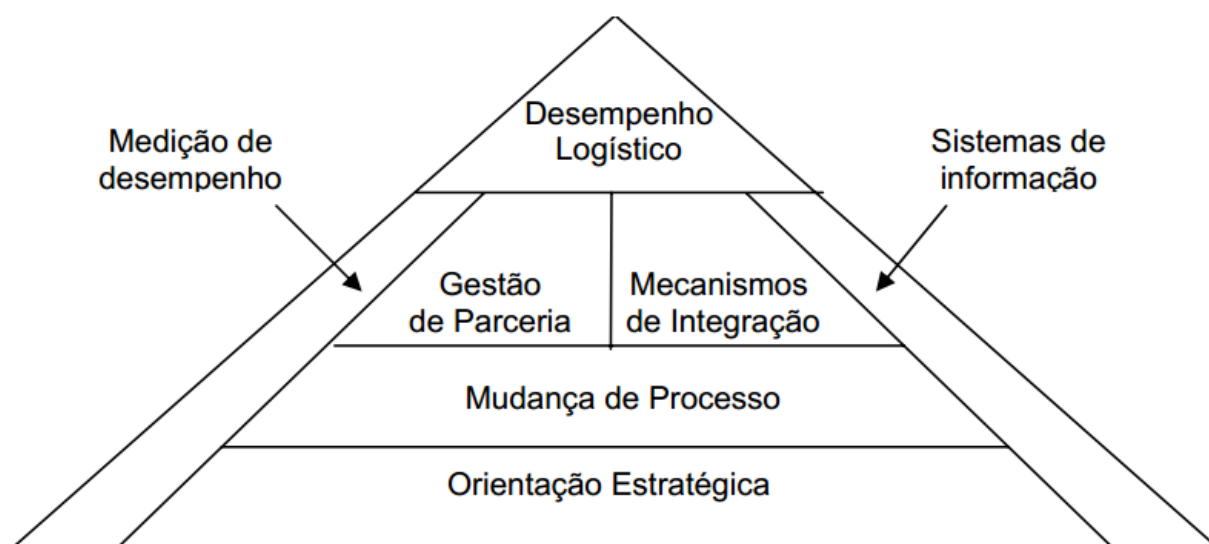 Desempenho
Logístico
Medição de
desempenho
Sistemas de
informação
Gestão
de Parceria
Mecanismos
de Integração
Mudança de Processo
Orientação Estratégica